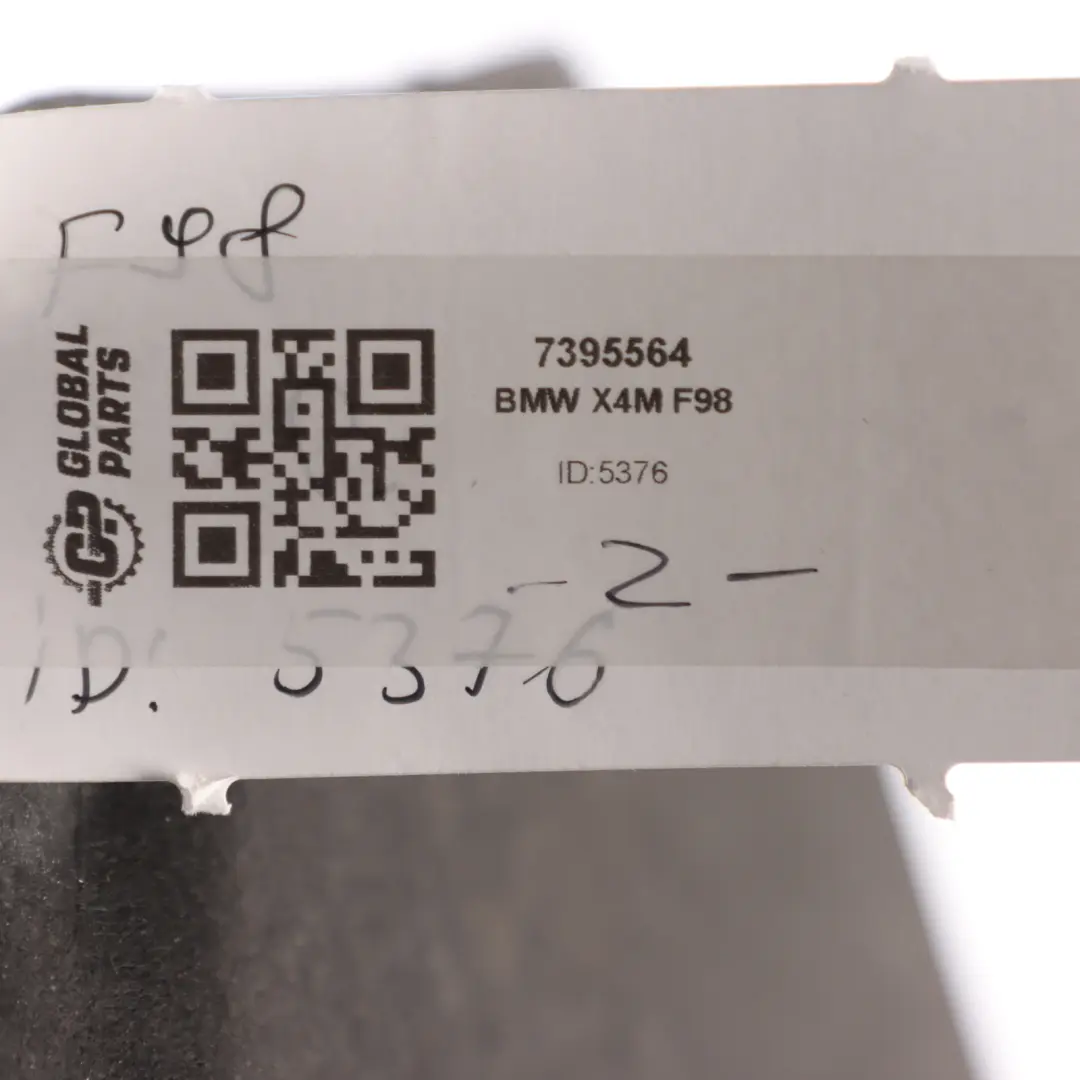 F98
GLOBAL
PARTS
7395564
BMW X4M F98
ID:5376
- 2 -
ID: 5376